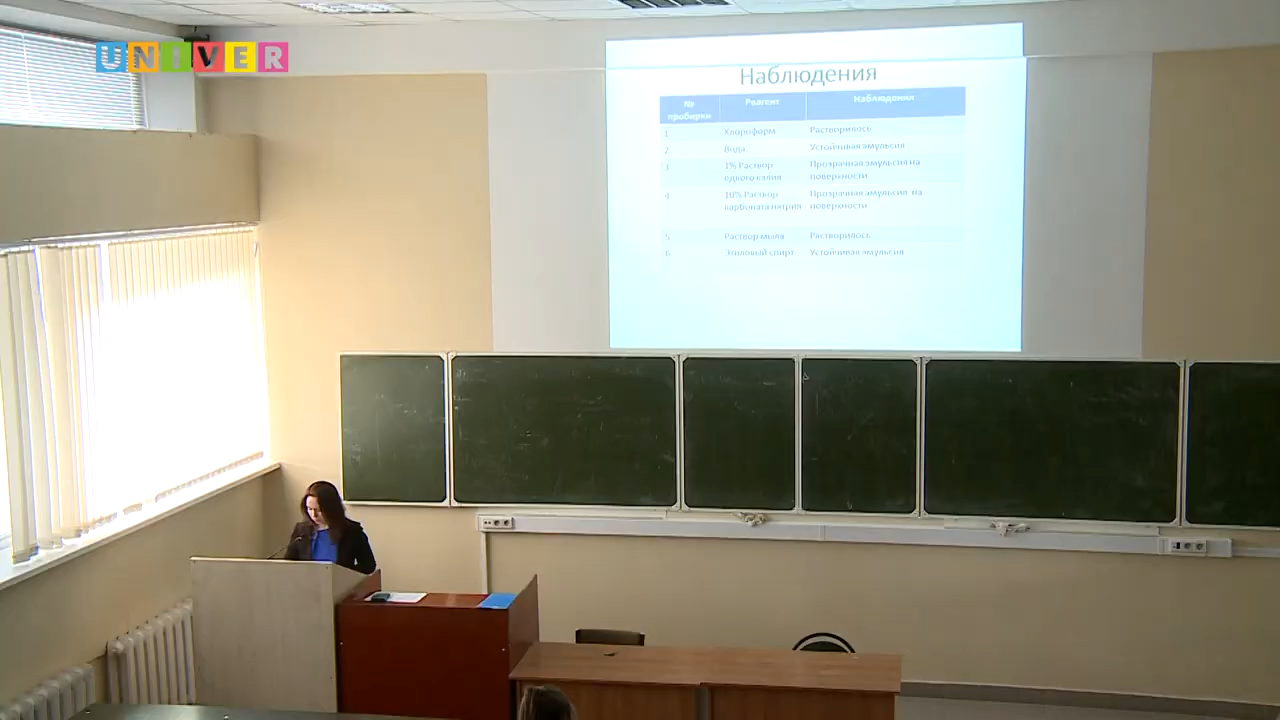 UNIVER
Наблюдения
№ пробирки Реагент Наблюдения
1 Хлороформ Растворилось
2 Вода Устойчивая эмульсия
3 1% Раствор едкого калия Прозрачная эмульсия на поверхности
4 10% Раствор карбоната натрия Прозрачная эмульсия на поверхности
5 Раствор мыла Растворилось
6 Этиловый спирт Устойчивая эмульсия